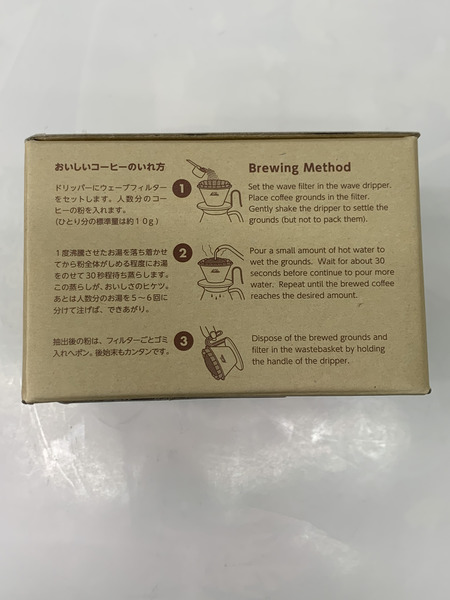 おいしいコーヒーのいれ方
ドリッパーにウェーブフィルター
をセットします。人数分のコー
ヒーの粉を入れます。
(ひとり分の標準量は約10g)
1
Brewing Method
Set the wave filter in the wave dripper.
Place coffee grounds in the filter.
Gently shake the dripper to settle the
grounds (but not to pack them).
1度沸騰させたお湯を落ち着かせ
てから粉全体がしめる程度にお湯
をのせて30秒程待ち蒸らします。
この蒸らしが、おいしさのヒケツ。
あとは人数分のお湯を5〜6回に
分けて注げば、できあがり。
2
Pour a small amount of hot water to
wet the grounds. Wait for about 30
seconds before continue to pour more
water. Repeat until the brewed coffee
reaches the desired amount.
抽出後の粉は、フィルターごとゴミ
入れへポン。後始末もカンタンです。
3
Dispose of the brewed grounds and
filter in the wastebasket by holding
the handle of the dripper.